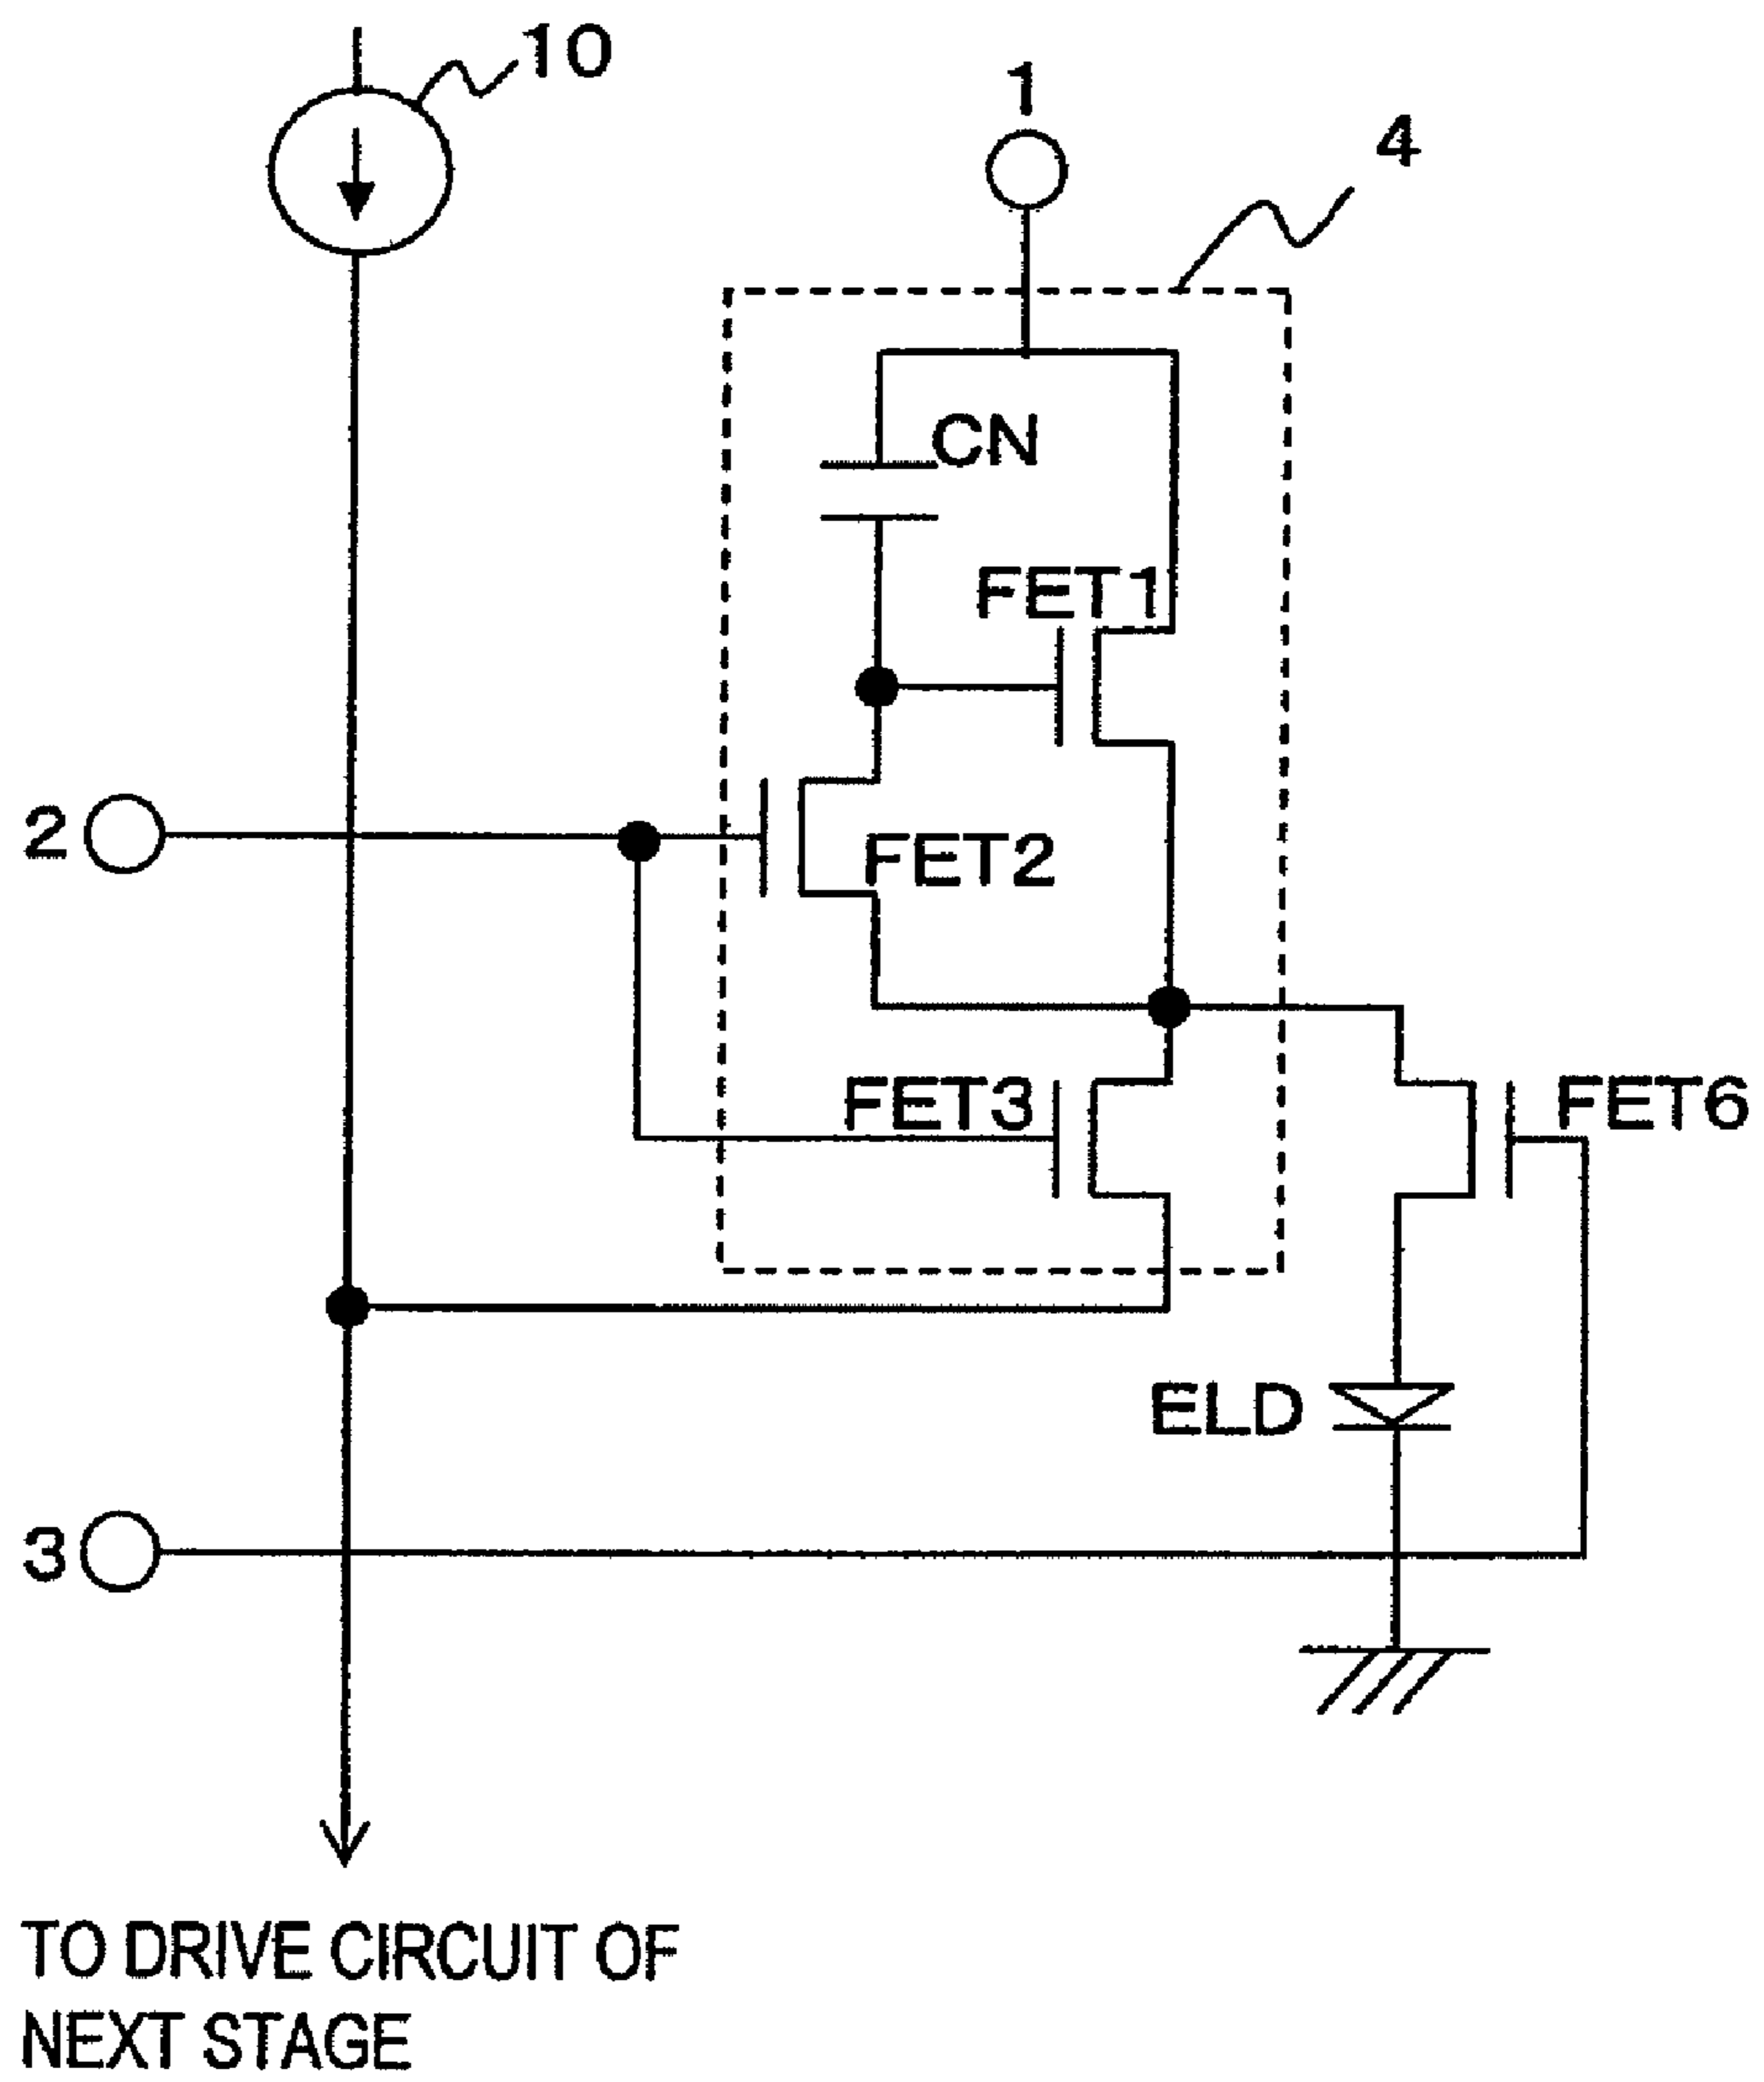 10
1
4
CN
FET1
2
FET2
FET3
FET6
ELD
3
TO DRIVE CIRCUIT OF
NEXT STAGE